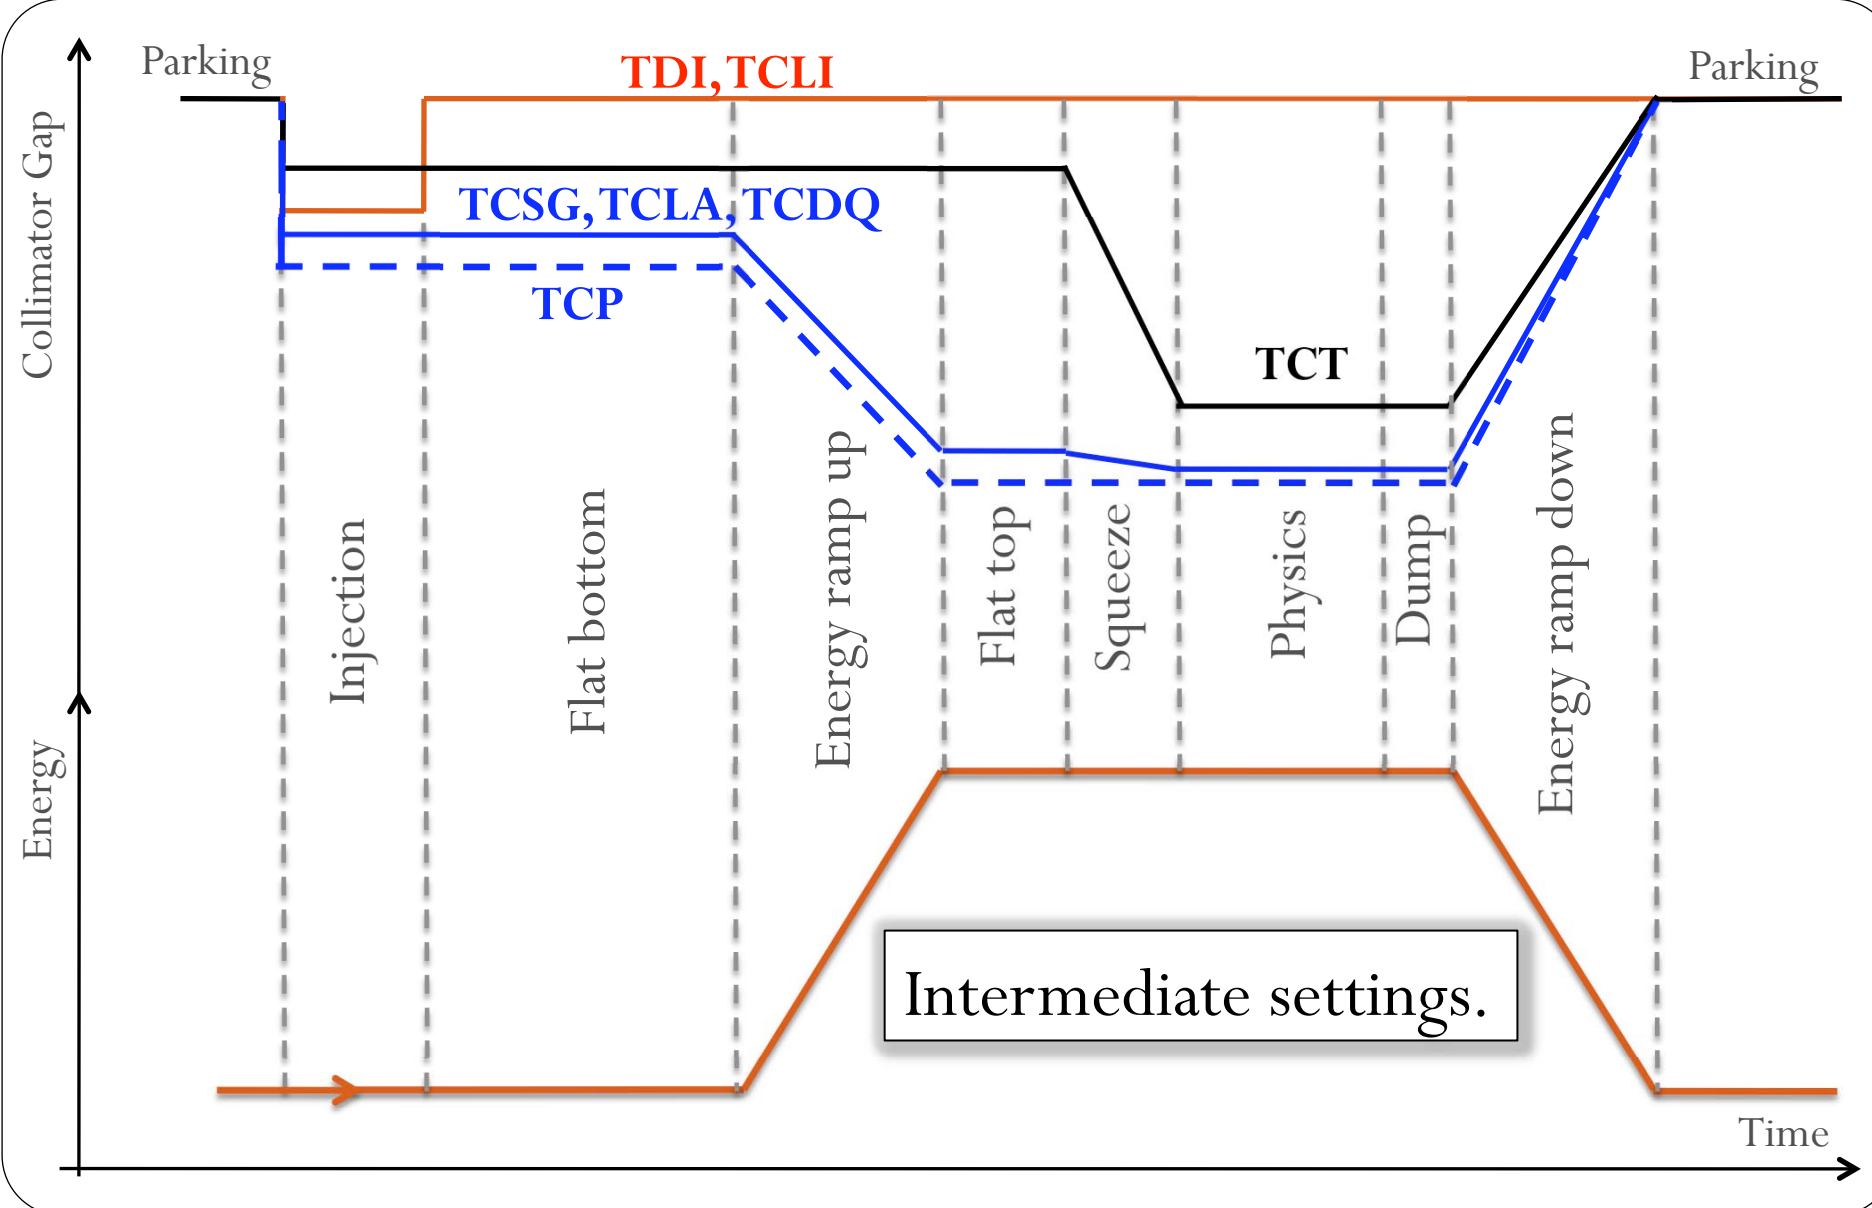 Parking
TDI, TCLI
Parking
Collimator Gap
TCSG, TCLA, TCDQ
TCP
TCT
Injection
Flat bottom
Energy ramp up
Flat top
Squeeze
Physics
Dump
Energy ramp down
Energy
Intermediate settings.
Time